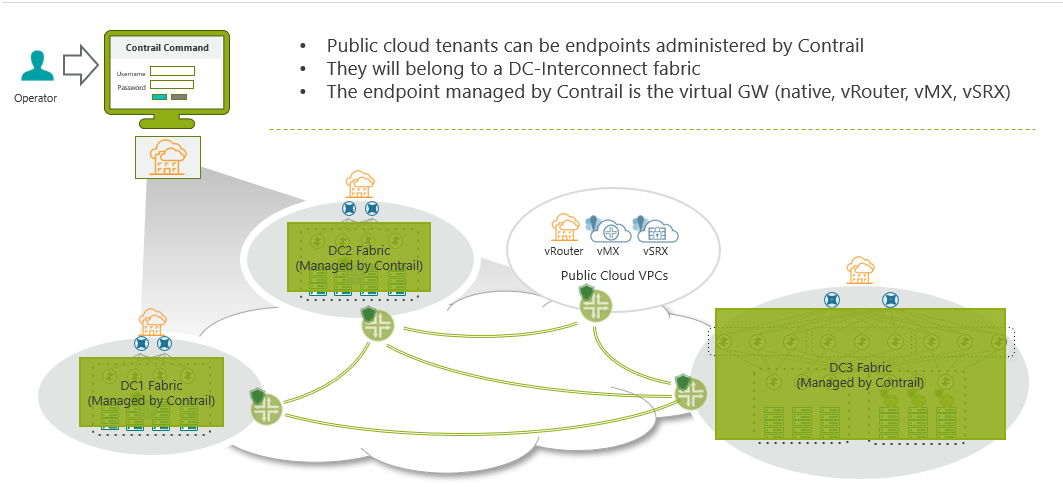 Contrail Command
Username
Password
Operator
• Public cloud tenants can be endpoints administered by Contrail
• They will belong to a DC-Interconnect fabric
• The endpoint managed by Contrail is the virtual GW (native, vRouter, vMX, vSRX)
DC2 Fabric
(Managed by Contrail)
vRouter vMX vSRX
Public Cloud VPCs
DC1 Fabric
(Managed by Contrail)
DC3 Fabric
(Managed by Contrail)